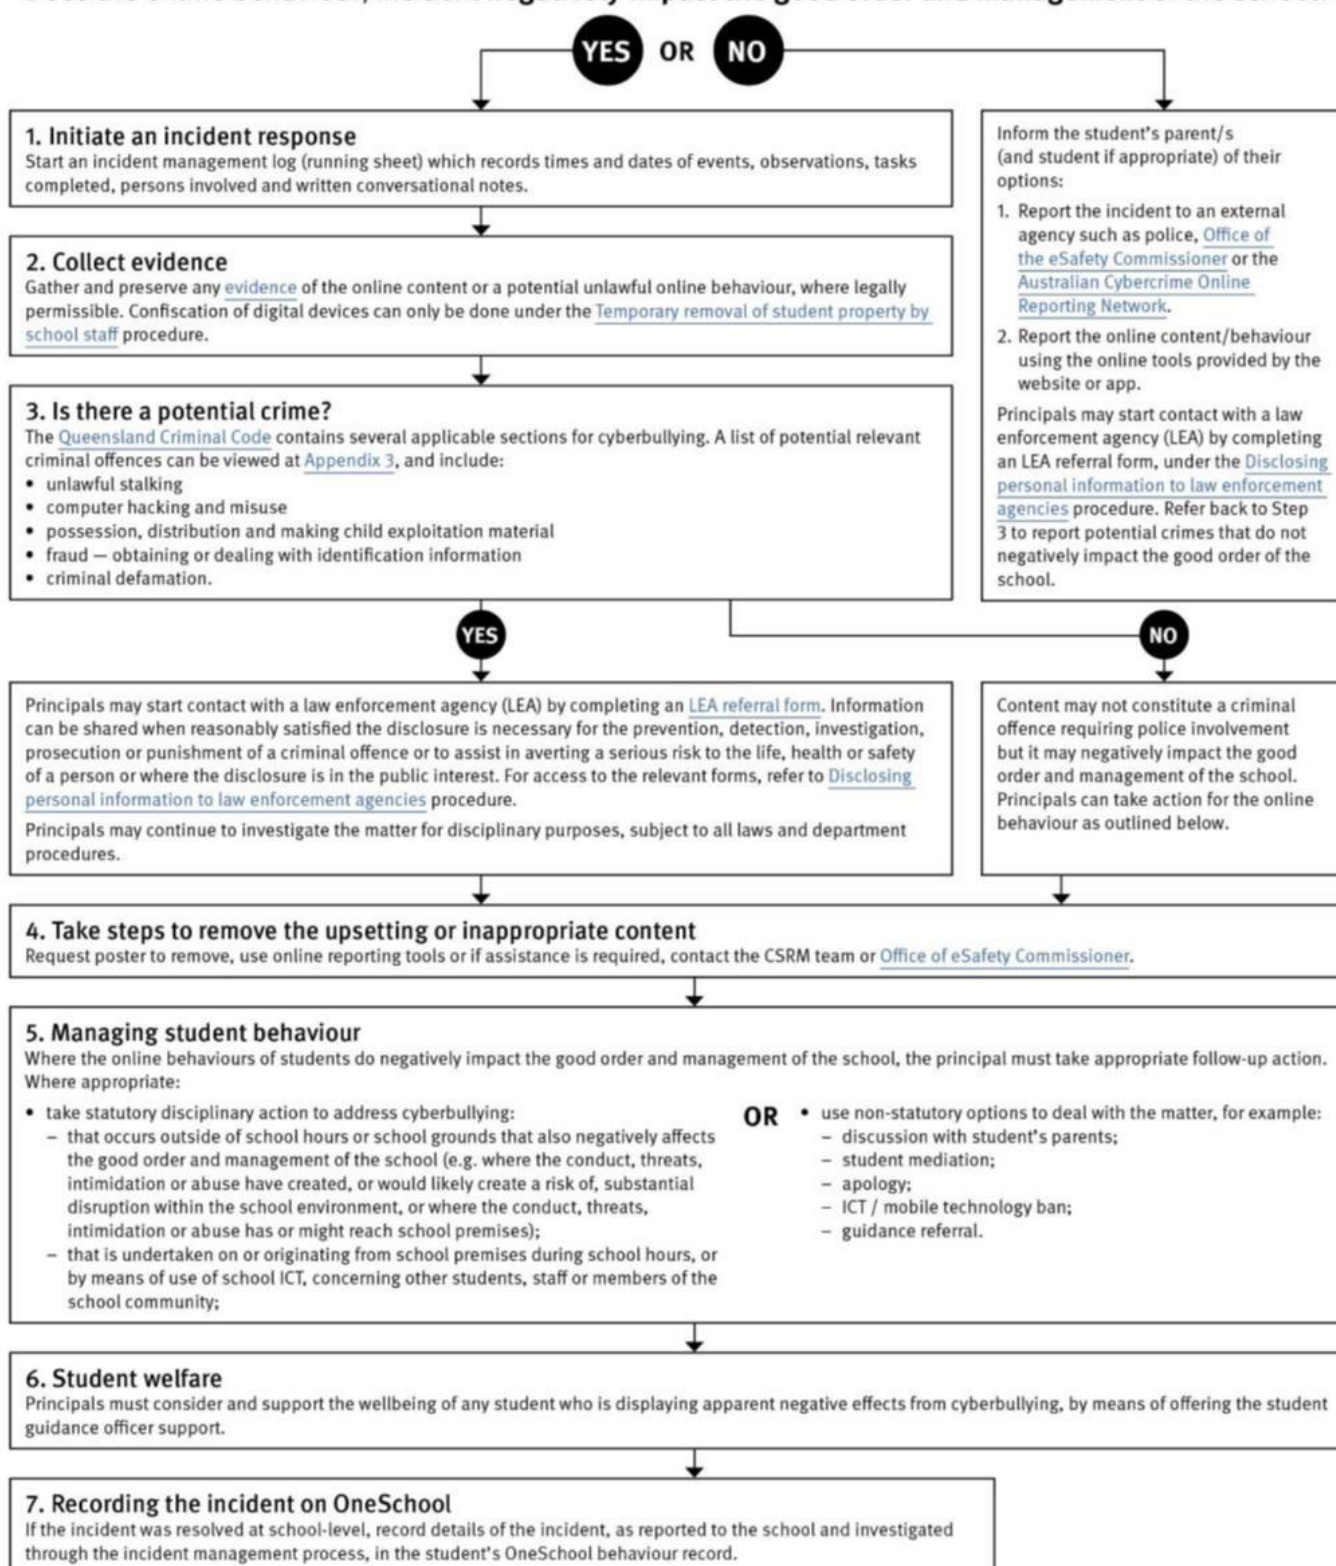 YES OR NO
1. Initiate an incident response
Start an incident management log (running sheet) which records times and dates of events, observations, tasks
completed, persons involved and written conversational notes.
2. Collect evidence
Gather and preserve any evidence of the online content or a potential unlawful online behaviour, where legally
permissible. Confiscation of digital devices can only be done under the Temporary removal of student property by
school staff procedure.
3. Is there a potential crime?
The Queensland Criminal Code contains several applicable sections for cyberbullying. A list of potential relevant
criminal offences can be viewed at Appendix 3, and include:
• unlawful stalking
• computer hacking and misuse
• possession, distribution and making child exploitation material
• fraud — obtaining or dealing with identification information
• criminal defamation.
Inform the student's parent/s
(and student if appropriate) of their
options:
1. Report the incident to an external
agency such as police, Office of
the eSafety Commissioner or the
Australian Cybercrime Online
Reporting Network.
2. Report the online content/behaviour
using the online tools provided by the
website or app.
Principals may start contact with a law
enforcement agency (LEA) by completing
an LEA referral form, under the Disclosing
personal information to law enforcement
agencies procedure. Refer back to Step
3 to report potential crimes that do not
negatively impact the good order of the
school.
YES
NO
Principals may start contact with a law enforcement agency (LEA) by completing an LEA referral form. Information
can be shared when reasonably satisfied the disclosure is necessary for the prevention, detection, investigation,
prosecution or punishment of a criminal offence or to assist in averting a serious risk to the life, health or safety
of a person or where the disclosure is in the public interest. For access to the relevant forms, refer to Disclosing
personal information to law enforcement agencies procedure.
Principals may continue to investigate the matter for disciplinary purposes, subject to all laws and department
procedures.
Content may not constitute a criminal
offence requiring police involvement
but it may negatively impact the good
order and management of the school.
Principals can take action for the online
behaviour as outlined below.
4. Take steps to remove the upsetting or inappropriate content
Request poster to remove, use online reporting tools or if assistance is required, contact the CSRM team or Office of eSafety Commissioner.
5. Managing student behaviour
Where the online behaviours of students do negatively impact the good order and management of the school, the principal must take appropriate follow-up action.
Where appropriate:
• take statutory disciplinary action to address cyberbullying:
– that occurs outside of school hours or school grounds that also negatively affects
the good order and management of the school (e.g. where the conduct, threats,
intimidation or abuse have created, or would likely create a risk of, substantial
disruption within the school environment, or where the conduct, threats,
intimidation or abuse has or might reach school premises);
– that is undertaken on or originating from school premises during school hours, or
by means of use of school ICT, concerning other students, staff or members of the
school community;
OR
• use non-statutory options to deal with the matter, for example:
– discussion with student's parents;
– student mediation;
– apology;
– ICT / mobile technology ban;
– guidance referral.
6. Student welfare
Principals must consider and support the wellbeing of any student who is displaying apparent negative effects from cyberbullying, by means of offering the student
guidance officer support.
7. Recording the incident on OneSchool
If the incident was resolved at school-level, record details of the incident, as reported to the school and investigated
through the incident management process, in the student's OneSchool behaviour record.